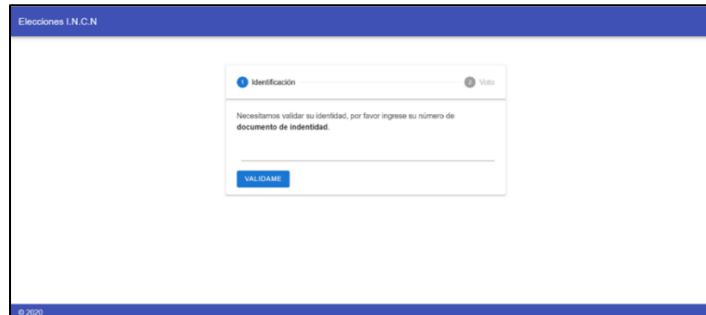 Elecciones I.N.C.N
1 Identificación 2 Voto
Necesitamos validar su identidad, por favor ingrese su número de
documento de indentidad.
VALIDAME
© 2020